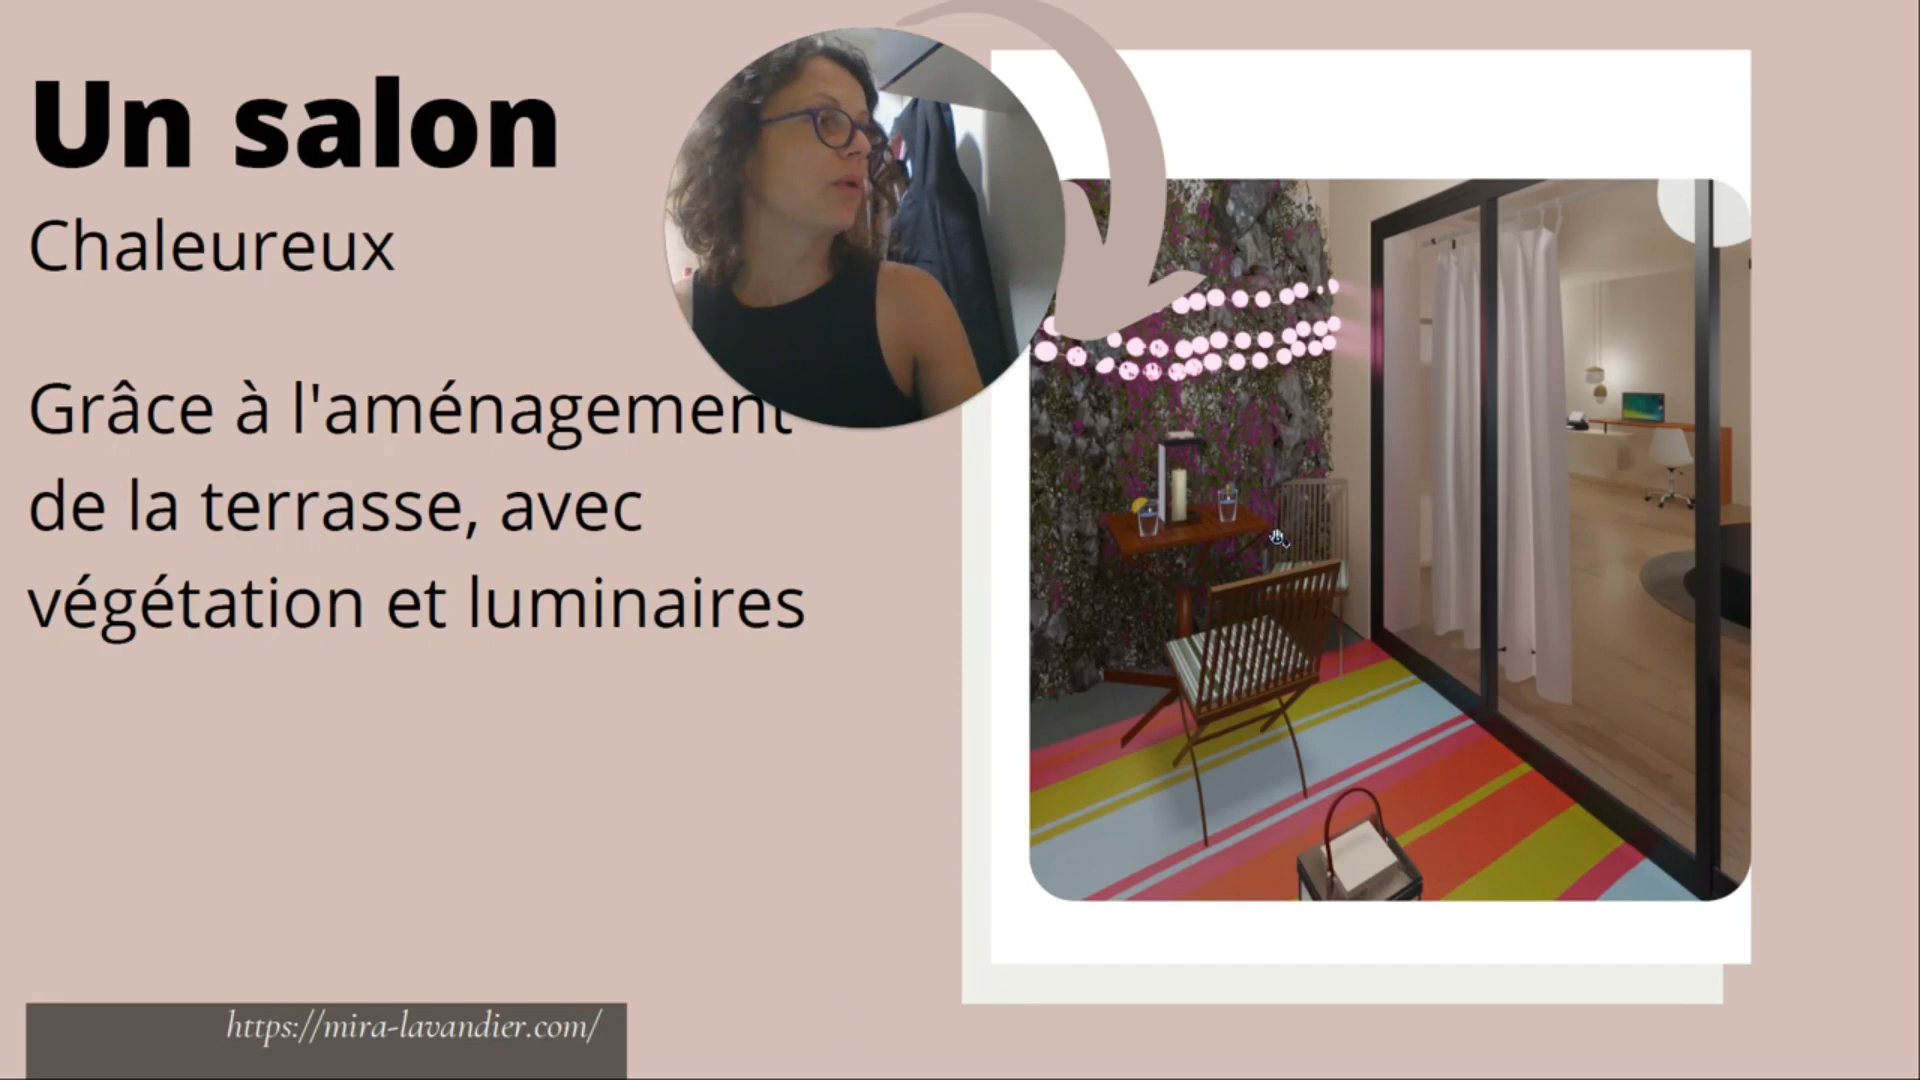 Un salon
Chaleureux
Grâce à l'aménagement
de la terrasse, avec
végétation et luminaires
https://mira-lavandier.com/